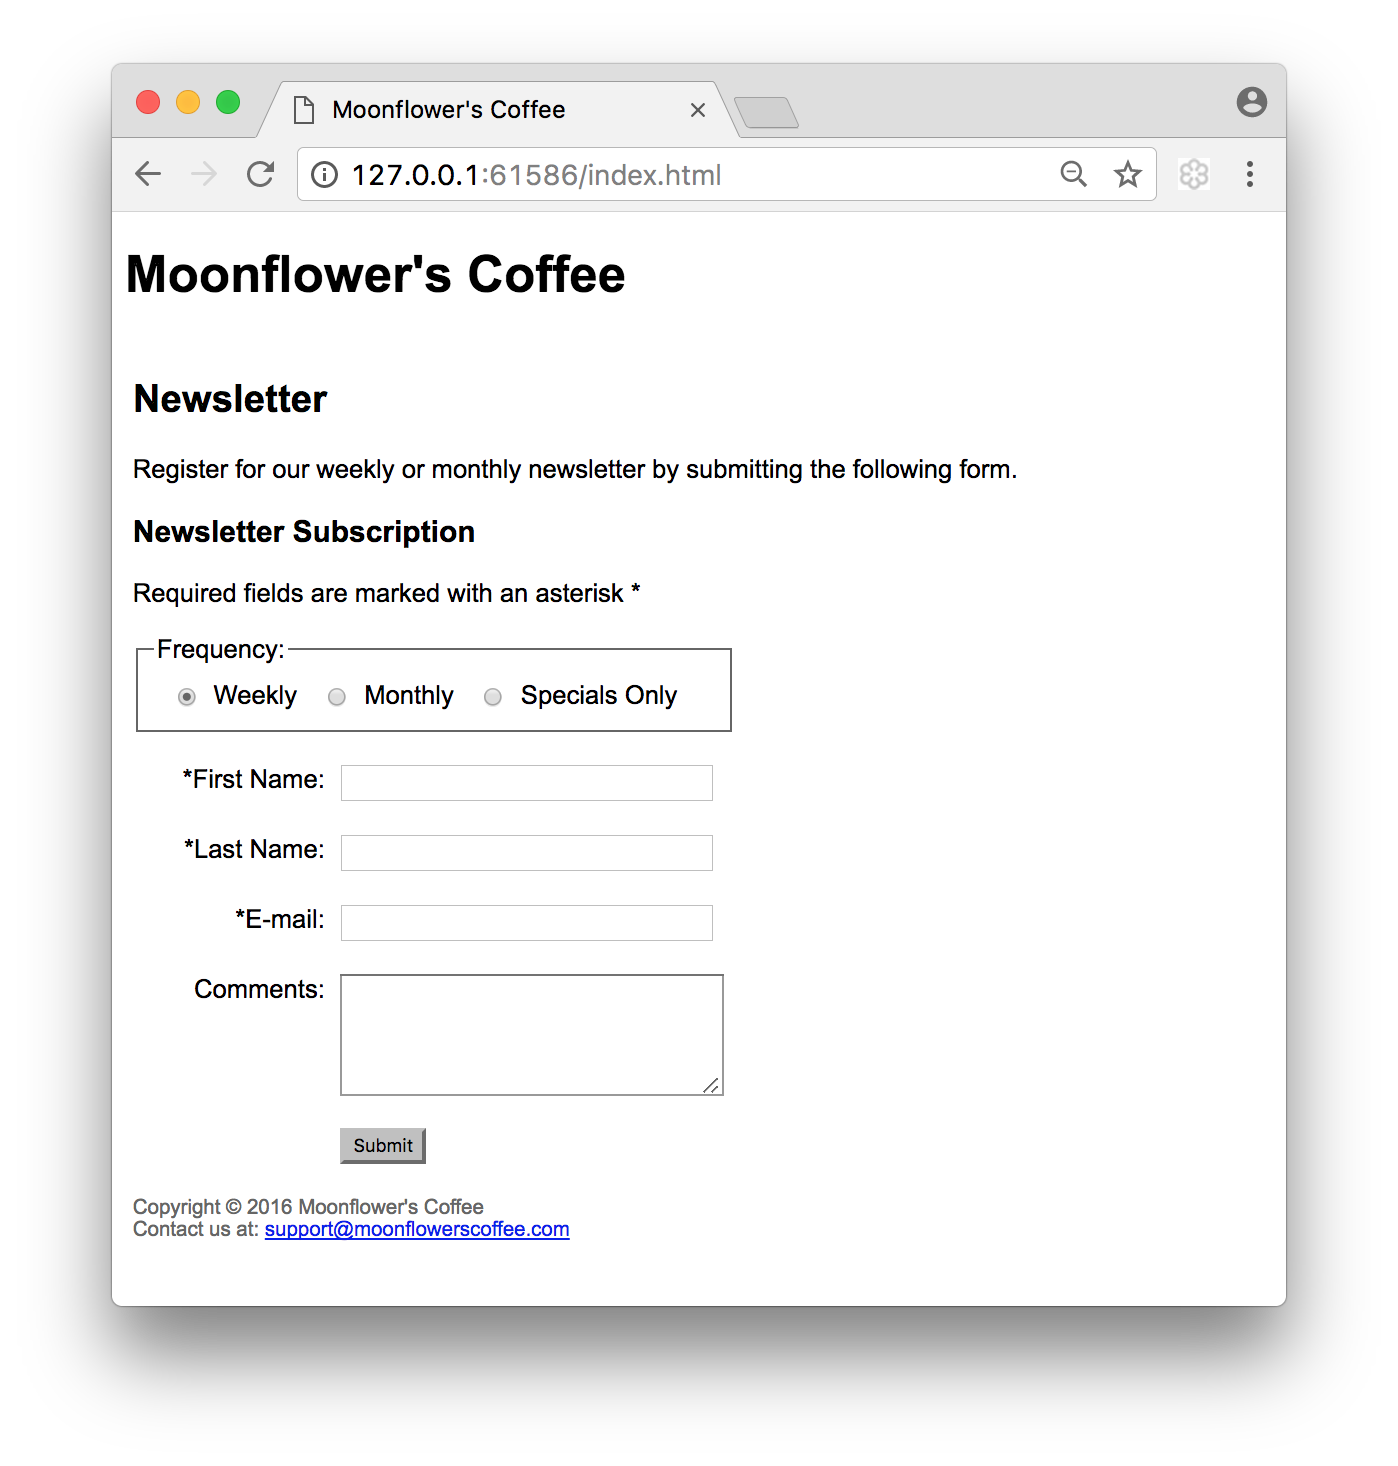 Moonflower's Coffee
127.0.0.1:61586/index.html
Moonflower's Coffee
Newsletter
Register for our weekly or monthly newsletter by submitting the following form.
Newsletter Subscription
Required fields are marked with an asterisk *
Frequency:
Weekly Monthly Specials Only
*First Name:
*Last Name:
*E-mail:
Comments:
Submit
Copyright © 2016 Moonflower's Coffee
Contact us at: support@moonflowerscoffee.com